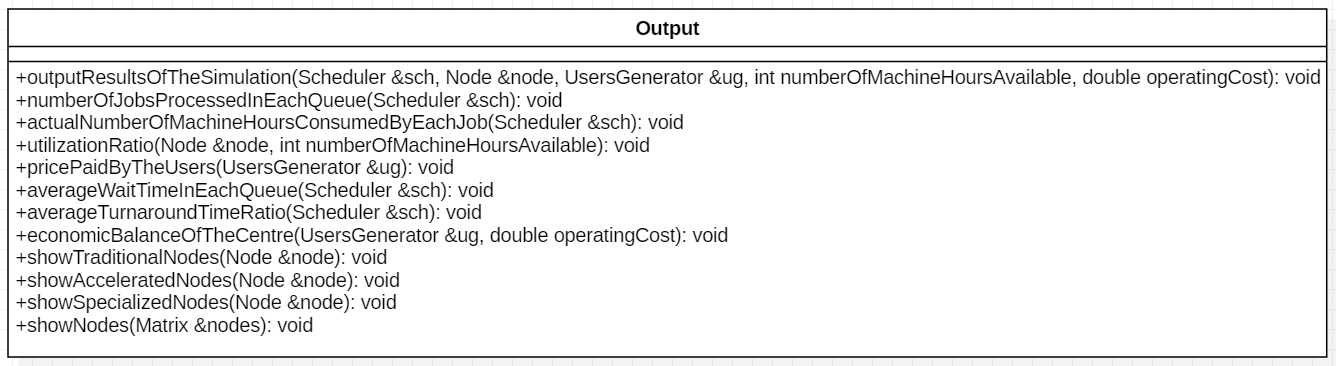 Output
+outputResultsOfTheSimulation(Scheduler &sch, Node &node, UsersGenerator &ug, int numberOfMachineHoursAvailable, double operatingCost): void
+numberOfJobsProcessedInEachQueue(Scheduler &sch): void
+actualNumberOfMachineHoursConsumedByEachJob(Scheduler &sch): void
+utilizationRatio(Node &node, int numberOfMachineHoursAvailable): void
+pricePaidByTheUsers(UsersGenerator &ug): void
+averageWaitTimeInEachQueue(Scheduler &sch): void
+averageTurnaroundTimeRatio(Scheduler &sch): void
+economicBalanceOfTheCentre(UsersGenerator &ug, double operatingCost): void
+showTraditionalNodes(Node &node): void
+showAcceleratedNodes(Node &node): void
+showSpecializedNodes(Node &node): void
+showNodes(Matrix &nodes): void